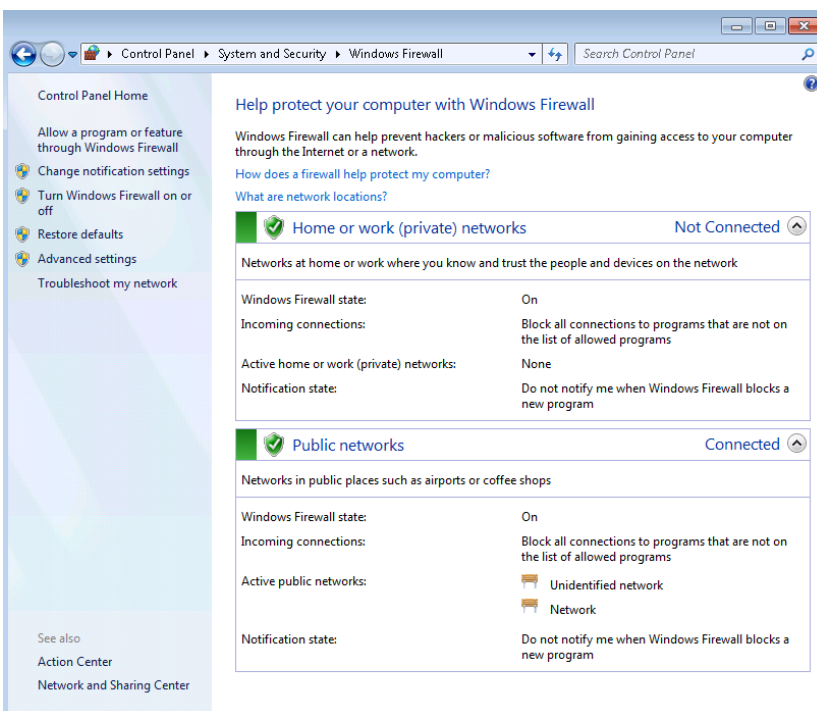 Control Panel ▸ System and Security ▸ Windows Firewall
Search Control Panel
Control Panel Home
Allow a program or feature
through Windows Firewall
Change notification settings
Turn Windows Firewall on or
off
Restore defaults
Advanced settings
Troubleshoot my network
See also
Action Center
Network and Sharing Center
Help protect your computer with Windows Firewall
Windows Firewall can help prevent hackers or malicious software from gaining access to your computer
through the Internet or a network.
How does a firewall help protect my computer?
What are network locations?
Home or work (private) networks Not Connected
Networks at home or work where you know and trust the people and devices on the network
Windows Firewall state: On
Incoming connections: Block all connections to programs that are not on
the list of allowed programs
Active home or work (private) networks: None
Notification state: Do not notify me when Windows Firewall blocks a
new program
Public networks Connected
Networks in public places such as airports or coffee shops
Windows Firewall state: On
Incoming connections: Block all connections to programs that are not on
the list of allowed programs
Active public networks: Unidentified network
Network
Notification state: Do not notify me when Windows Firewall blocks a
new program